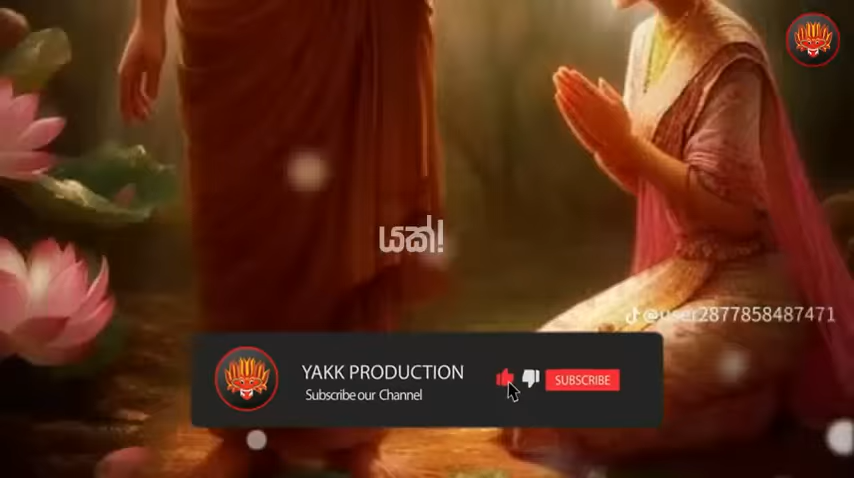 යක්!
@user2877858487471
YAKK PRODUCTION
Subscribe our Channel
SUBSCRIBE